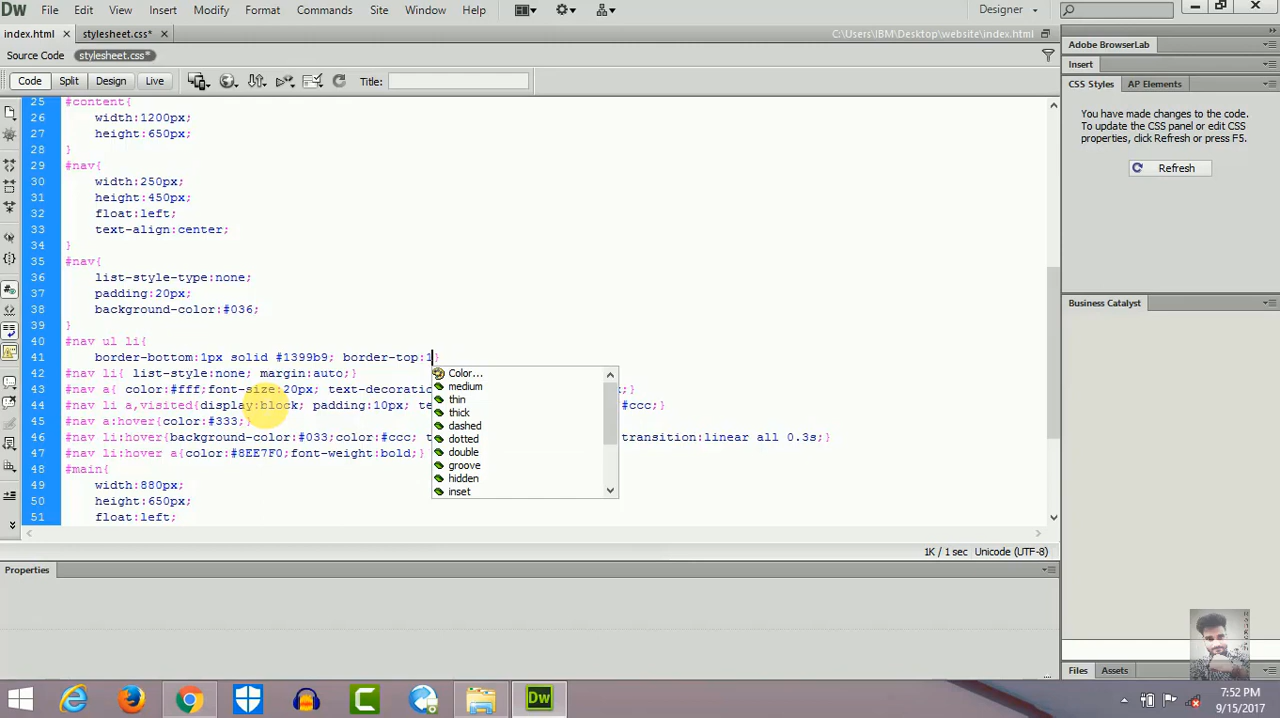 DW File Edit View Insert Modify Format Commands Site Window Help Designer
index.html stylesheet.css* C:\Users\IBM\Desktop\website\index.html
Source Code stylesheet.css*
Code Split Design Live Title:
25 #content{
26 width:1200px;
27 height:650px;
28 }
29 #nav{
30 width:250px;
31 height:450px;
32 float:left;
33 text-align:center;
34 }
35 #nav{
36 list-style-type:none;
37 padding:20px;
38 background-color:#036;
39 }
40 #nav ul li{
41 border-bottom:1px solid #1399b9; border-top:1}
42 #nav li{ list-style:none; margin:auto;}
43 #nav a{ color:#fff;font-size:20px; text-decoratio ;}
44 #nav li a,visited{display:block; padding:10px; te #ccc;}
45 #nav a:hover{color:#333;}
46 #nav li:hover{background-color:#033;color:#ccc; t transition:linear all 0.3s;}
47 #nav li:hover a{color:#8EE7F0;font-weight:bold;}
48 #main{
49 width:880px;
50 height:650px;
51 float:left;
Color...
medium
thin
thick
dashed
dotted
double
groove
hidden
inset
1K / 1 sec Unicode (UTF-8)
Properties
Adobe BrowserLab
Insert
CSS Styles AP Elements
You have made changes to the code.
To update the CSS panel or edit CSS
properties, click Refresh or press F5.
Refresh
Business Catalyst
Files Assets
Dw
7:52 PM
9/15/2017